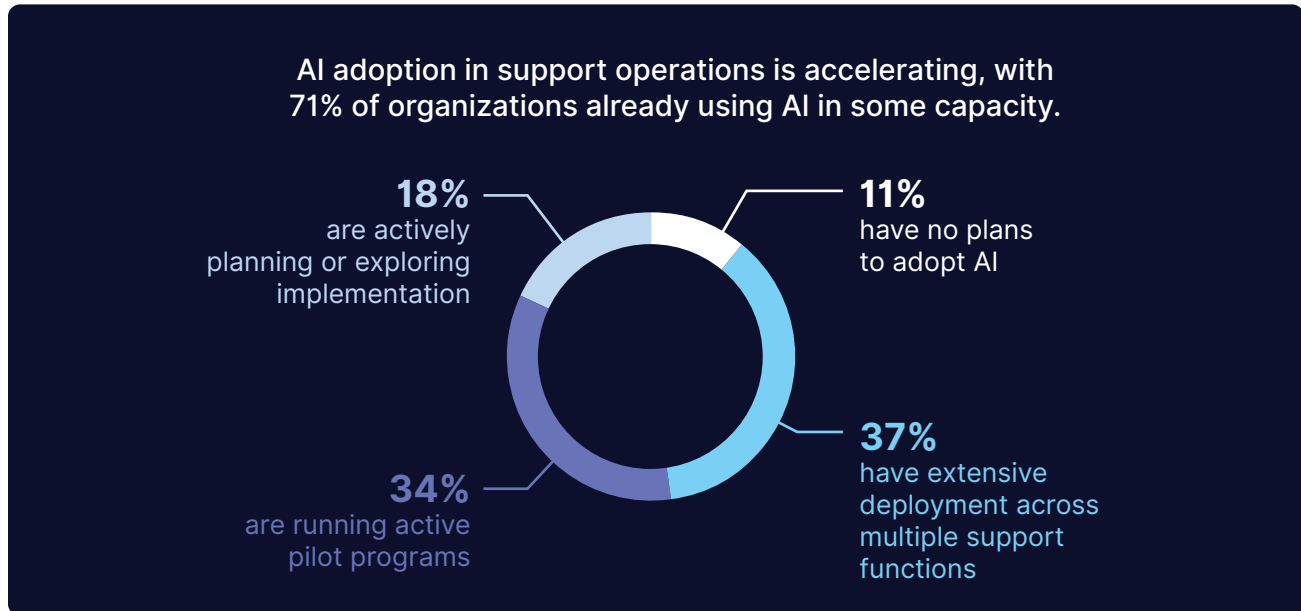 AI adoption in support operations is accelerating, with
71% of organizations already using AI in some capacity.
18%
are actively
planning or exploring
implementation
11%
have no plans
to adopt AI
34%
are running active
pilot programs
37%
have extensive
deployment across
multiple support
functions